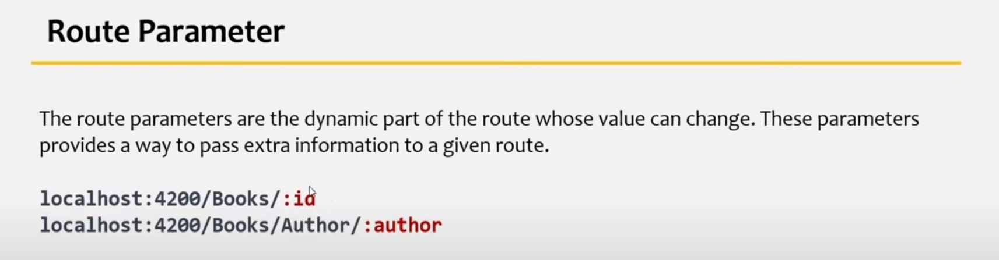 Route Parameter
The route parameters are the dynamic part of the route whose value can change. These parameters
provides a way to pass extra information to a given route.
localhost:4200/Books/:id
localhost:4200/Books/Author/:author